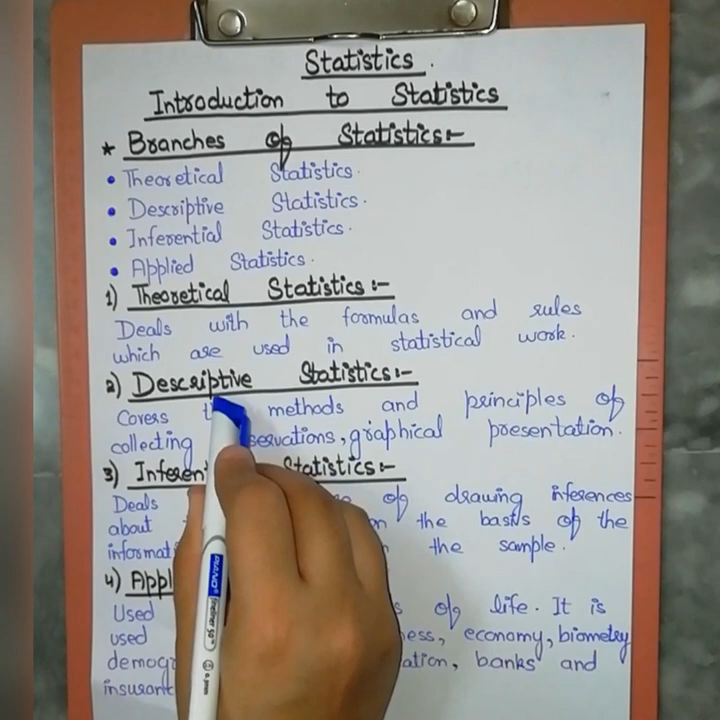 Statistics.
Introduction to Statistics
* Branches of Statistics:-
• Theoretical Statistics.
• Descriptive Statistics.
• Inferential Statistics.
• Applied Statistics.
1) Theoretical Statistics:-
Deals with the formulas and rules
which are used in statistical work.
2) Descriptive Statistics:-
Covers methods and principles of
collecting graphical presentation.
3) Statistics:-
Deals of drawing inferences
about on the basis of the
the sample.
4)
Used of life. It is
used economy, biometry
banks and
PIANO
fineliner